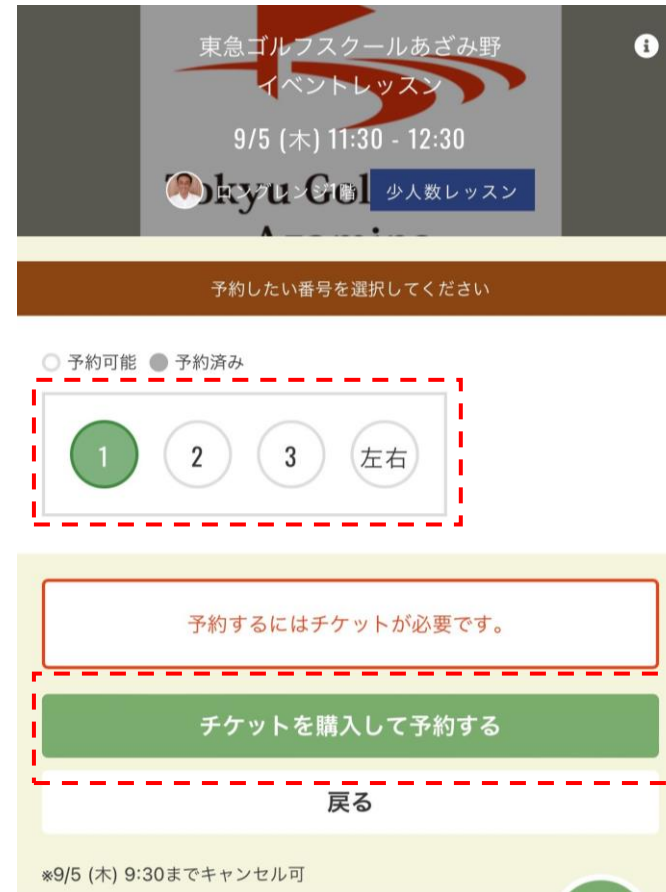 東急ゴルフスクールあざみ野
イベントレッスン
9/5 (木) 11:30 - 12:30
ロングレンジ1階 少人数レッスン
Tokyu Gol
予約したい番号を選択してください
予約可能 予約済み
1 2 3 左右
予約するにはチケットが必要です。
チケットを購入して予約する
戻る
※9/5 (木) 9:30までキャンセル可